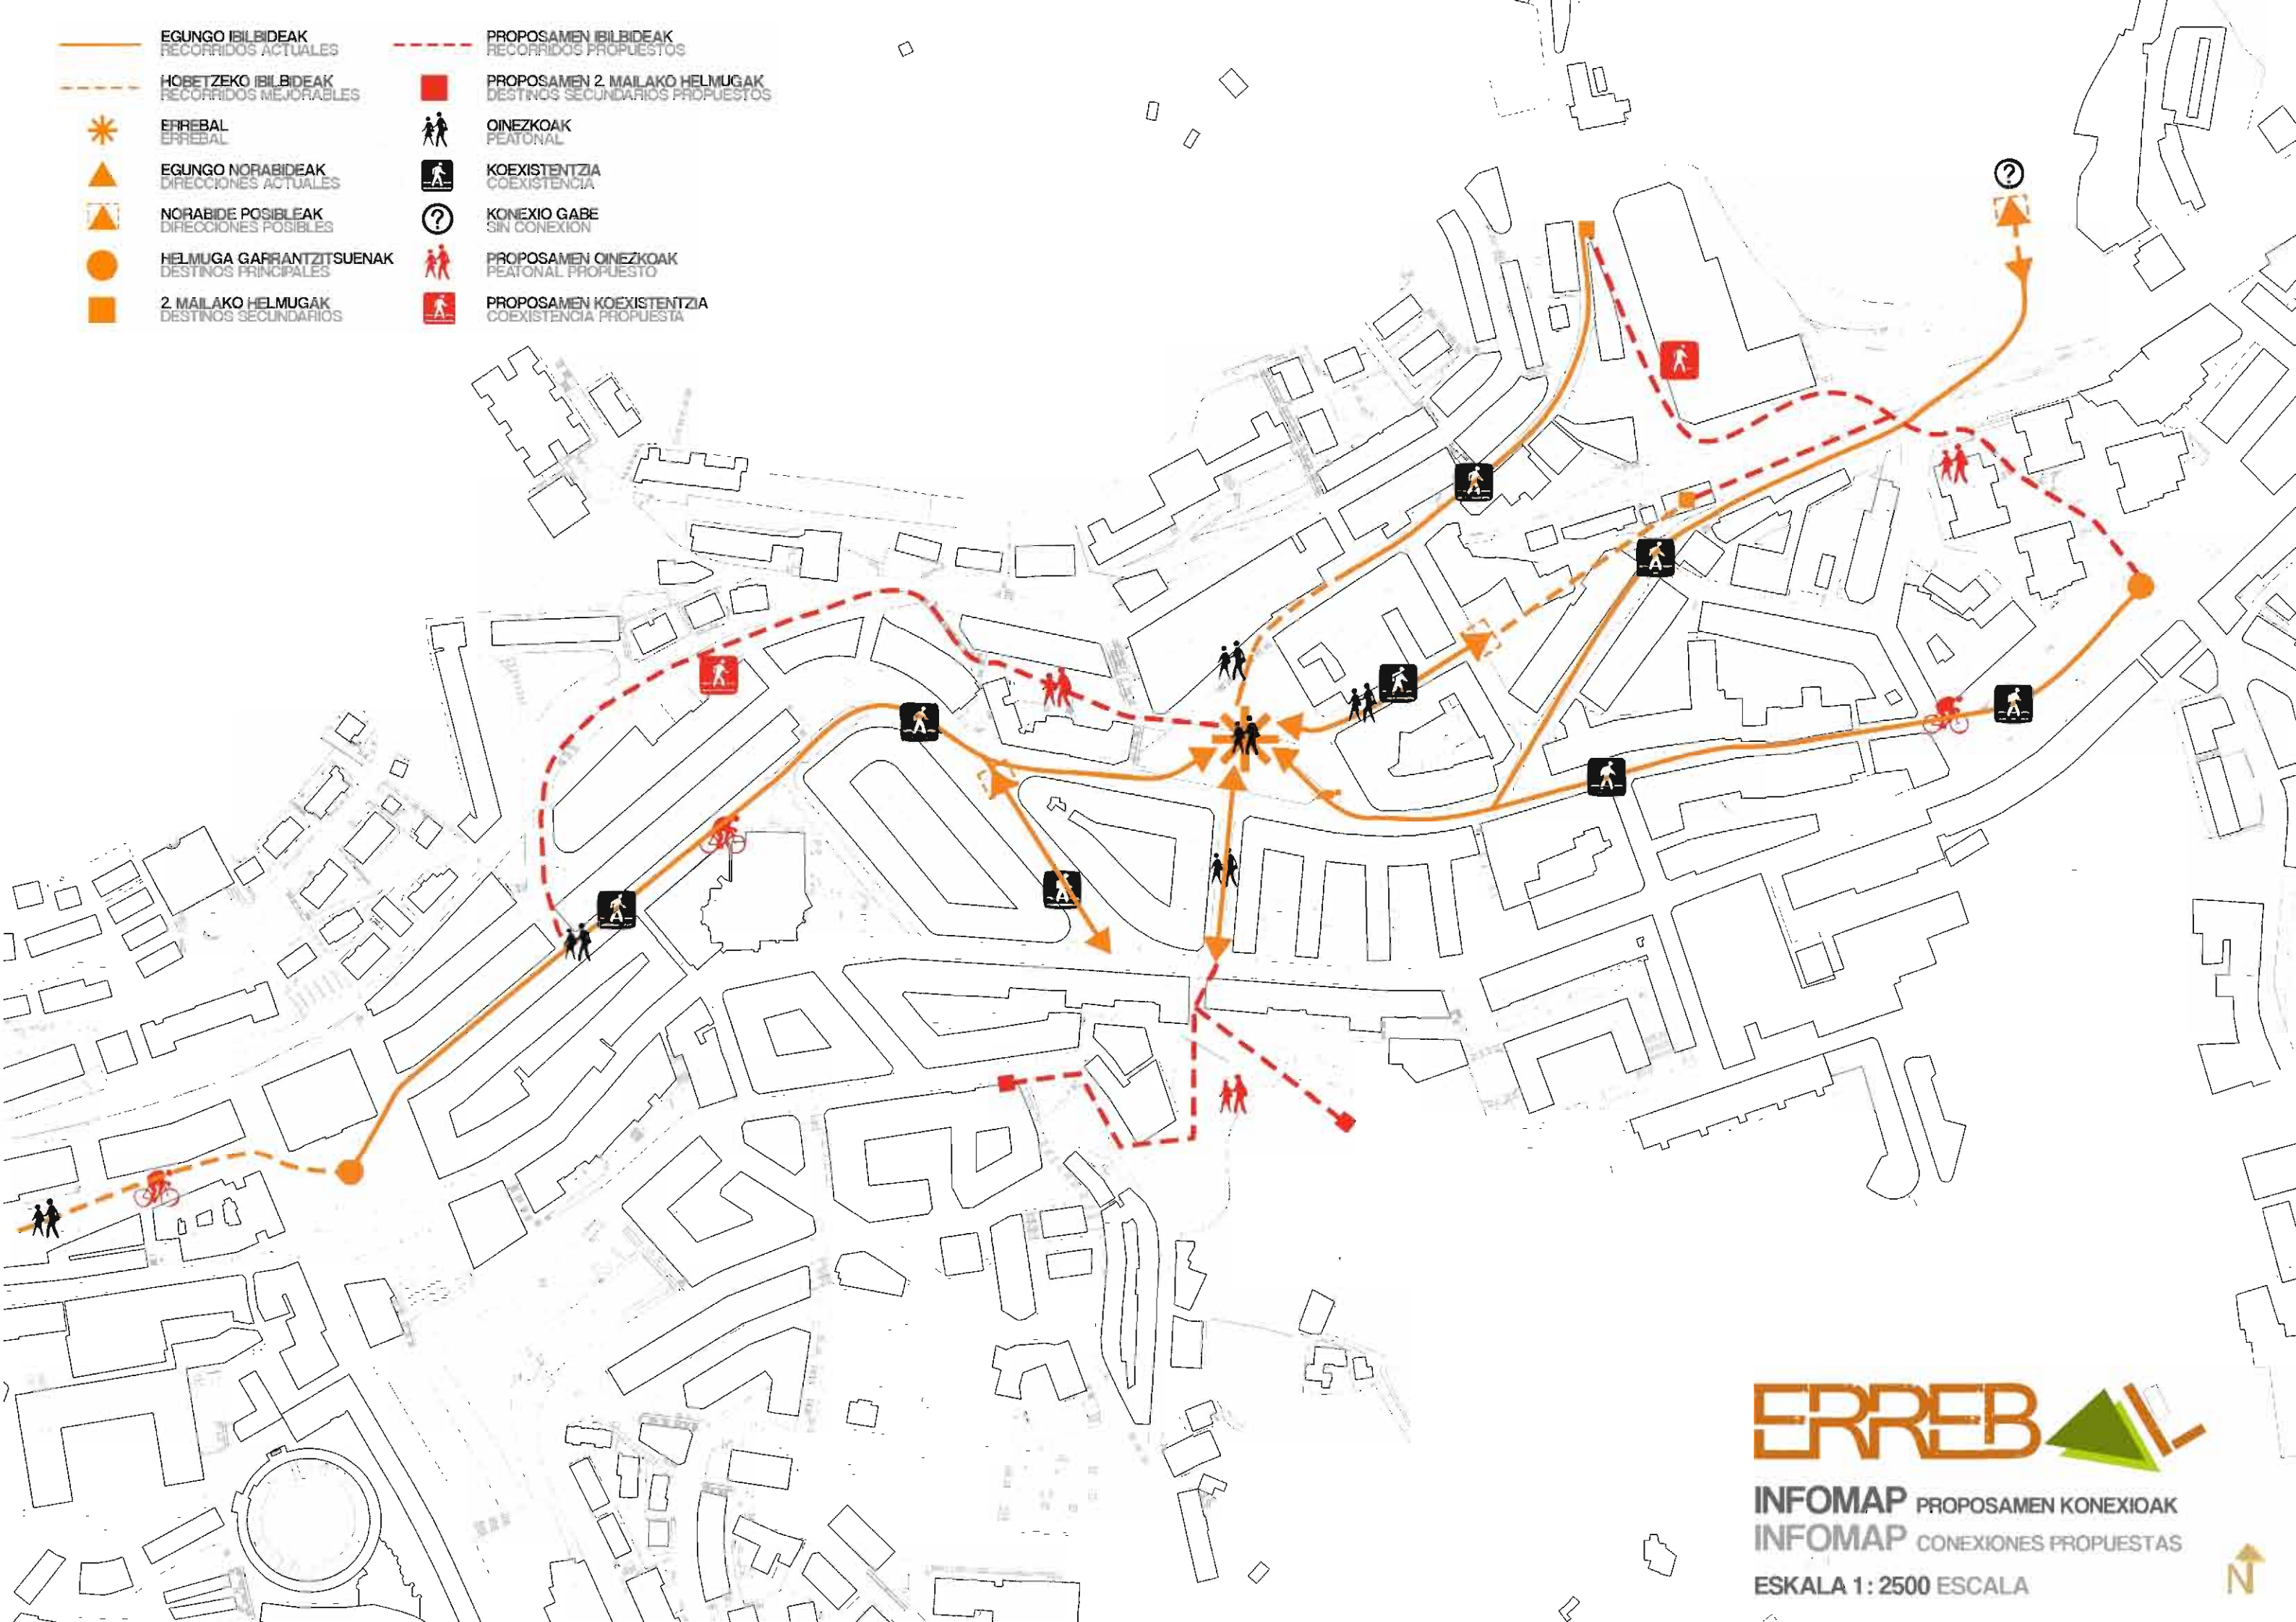 EGUNGO IBILBIDEAK
RECORRIDOS ACTUALES
HOBETZEKO IBILBIDEAK
RECORRIDOS MEJORABLES
ERREBAL
ERREBAL
EGUNGO NORABIDEAK
DIRECCIONES ACTUALES
NORABIDE POSIBLEAK
DIRECCIONES POSIBLES
HELMUGA GARRANTZITSUENAK
DESTINOS PRINCIPALES
2. MAILAKO HELMUGAK
DESTINOS SECUNDARIOS
PROPOSAMEN IBILBIDEAK
RECORRIDOS PROPUESTOS
PROPOSAMEN 2. MAILAKO HELMUGAK
DESTINOS SECUNDARIOS PROPUESTOS
OINEZKOAK
PEATONAL
KOEXISTENTZIA
COEXISTENCIA
?
KONEXIO GABE
SIN CONEXIÓN
PROPOSAMEN OINEZKOAK
PEATONAL PROPUESTO
PROPOSAMEN KOEXISTENTZIA
COEXISTENCIA PROPUESTA
?
ERREBAL
INFOMAP PROPOSAMEN KONEXIOAK
INFOMAP CONEXIONES PROPUESTAS
ESKALA 1 : 2500 ESCALA
N